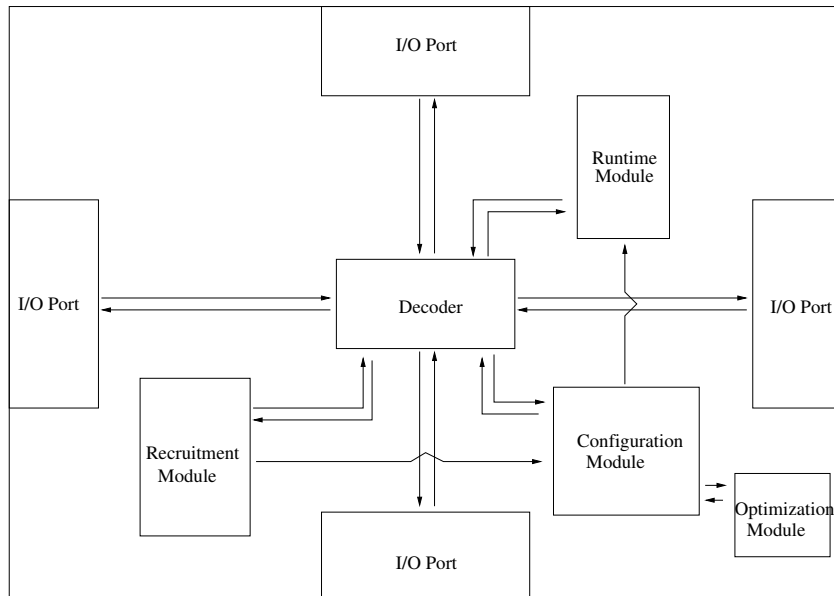 I/O Port
Runtime
Module
I/O Port
Decoder
I/O Port
Recruitment
Module
Configuration
Module
Optimization
Module
I/O Port